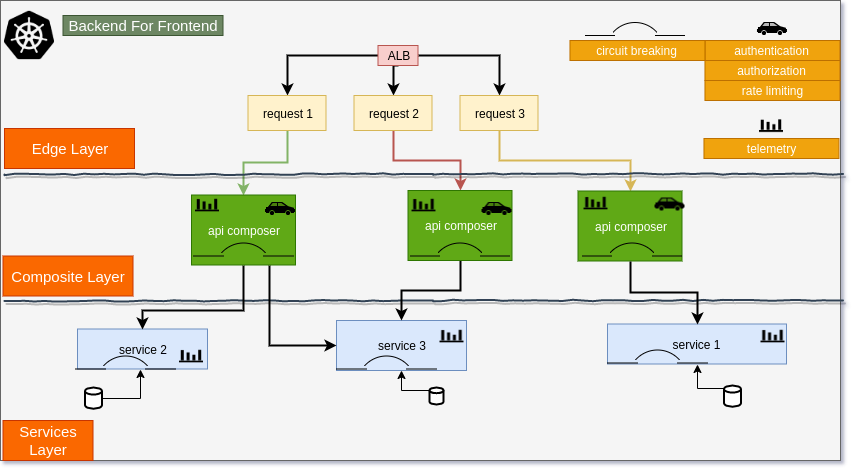 Backend For Frontend
ALB
circuit breaking
authentication
authorization
rate limiting
request 1
request 2
request 3
telemetry
Edge Layer
api composer
api composer
api composer
Composite Layer
service 2
service 3
service 1
Services
Layer